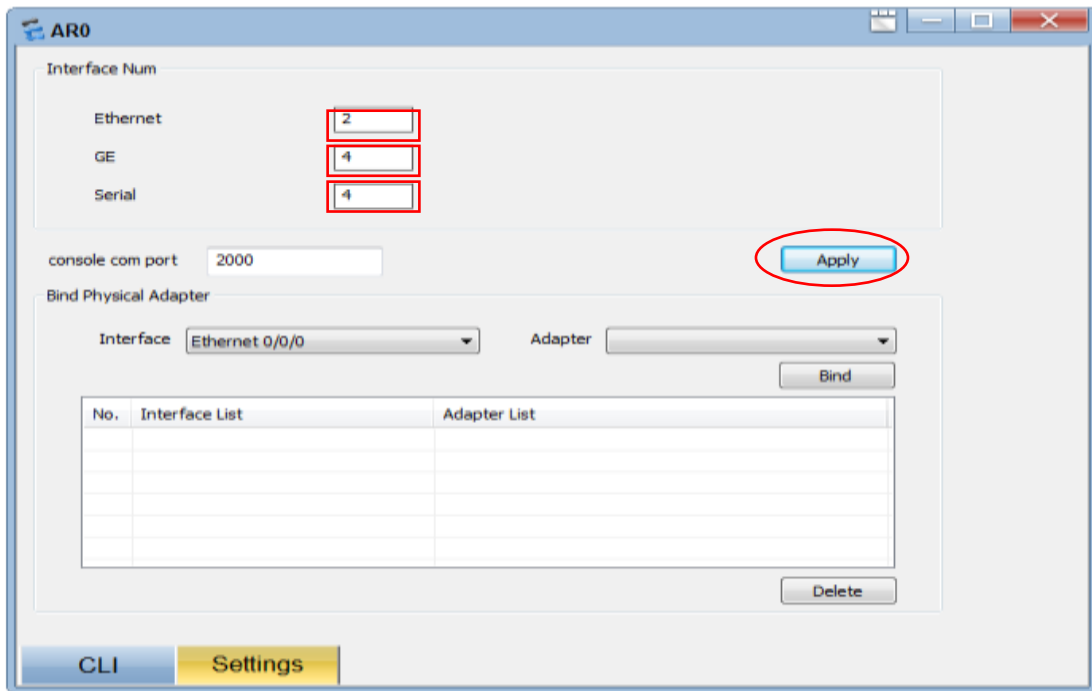 AR0
Interface Num
Ethernet 2
GE 4
Serial 4
console com port 2000 Apply
Bind Physical Adapter
Interface Ethernet 0/0/0 Adapter
Bind
No. Interface List Adapter List
Delete
CLI Settings